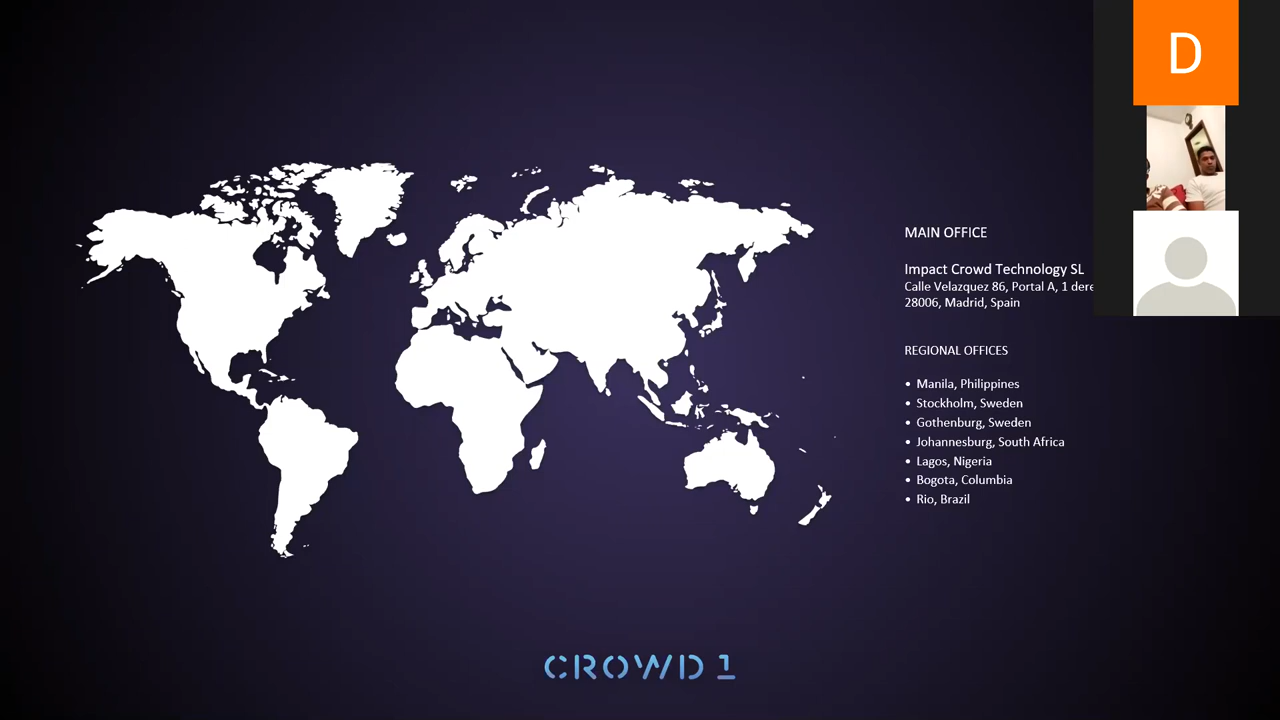 D
MAIN OFFICE
Impact Crowd Technology SL
Calle Velazquez 86, Portal A, 1 dere
28006, Madrid, Spain
REGIONAL OFFICES
• Manila, Philippines
• Stockholm, Sweden
• Gothenburg, Sweden
• Johannesburg, South Africa
• Lagos, Nigeria
• Bogota, Columbia
• Rio, Brazil
CROWD 1